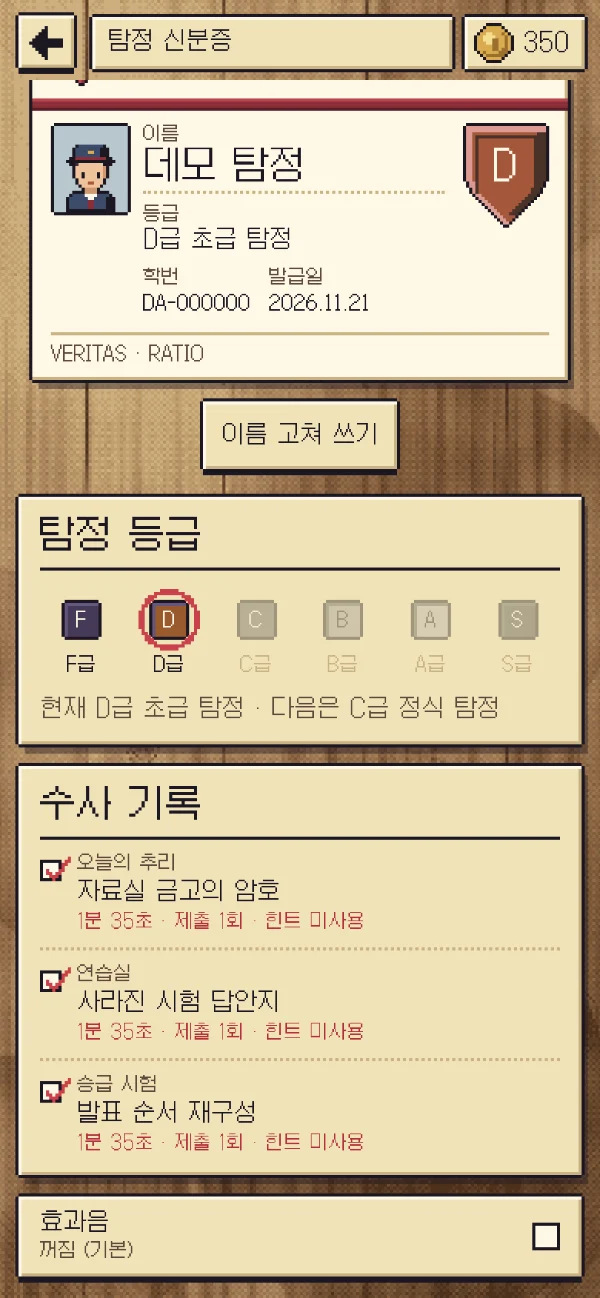 탐정 신분증
350
이름
데모 탐정
D
등급
D급 초급 탐정
학번 발급일
DA-000000 2026.11.21
VERITAS · RATIO
이름 고쳐 쓰기
탐정 등급
F D C B A S
F급 D급 C급 B급 A급 S급
현재 D급 초급 탐정 · 다음은 C급 정식 탐정
수사 기록
오늘의 추리
자료실 금고의 암호
1분 35초 · 제출 1회 · 힌트 미사용
연습실
사라진 시험 답안지
1분 35초 · 제출 1회 · 힌트 미사용
승급 시험
발표 순서 재구성
1분 35초 · 제출 1회 · 힌트 미사용
효과음
꺼짐 (기본)